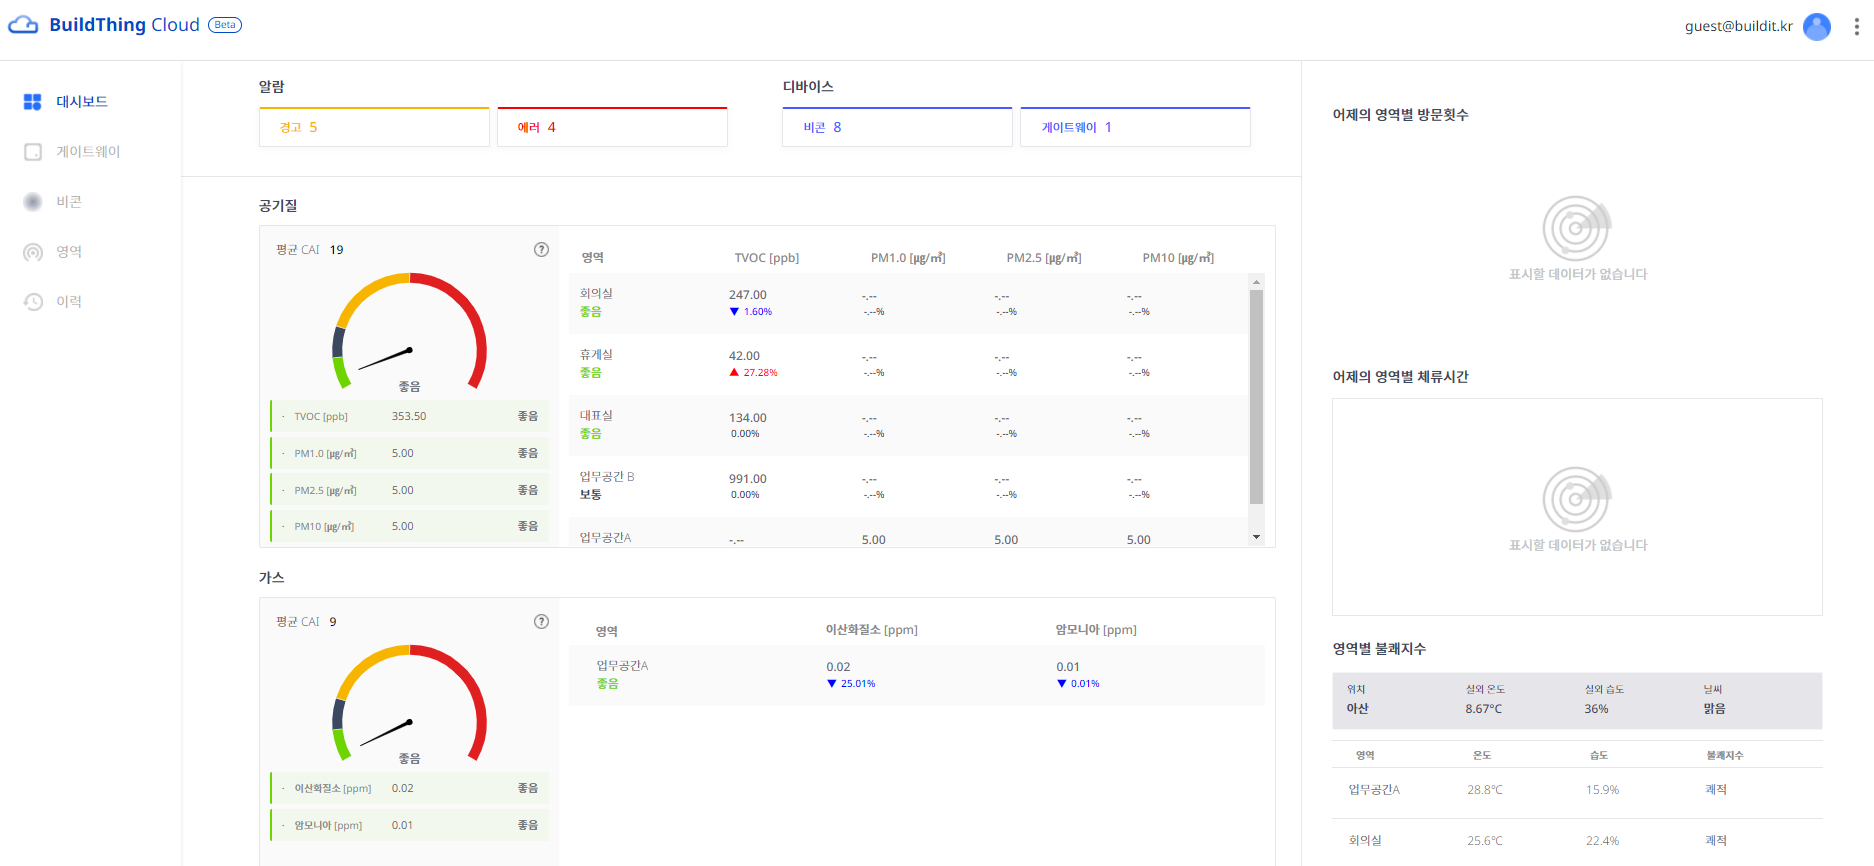 BuildThing Cloud Beta
guest@buildit.kr
대시보드
게이트웨이
비콘
영역
이력
알람
경고 5
에러 4
디바이스
비콘 8
게이트웨이 1
공기질
평균 CAI 19
?
좋음
· TVOC [ppb] 353.50 좋음
· PM1.0 [㎍/㎥] 5.00 좋음
· PM2.5 [㎍/㎥] 5.00 좋음
· PM10 [㎍/㎥] 5.00 좋음
영역 TVOC [ppb] PM1.0 [㎍/㎥] PM2.5 [㎍/㎥] PM10 [㎍/㎥]
회의실 247.00 -.-- -.-- -.--
좋음 ▼ 1.60% -.--% -.--% -.--%
휴게실 42.00 -.-- -.-- -.--
좋음 ▲ 27.28% -.--% -.--% -.--%
대표실 134.00 -.-- -.-- -.--
좋음 0.00% -.--% -.--% -.--%
업무공간 B 991.00 -.-- -.-- -.--
보통 0.00% -.--% -.--% -.--%
업무공간A -.-- 5.00 5.00 5.00
가스
평균 CAI 9
?
좋음
· 이산화질소 [ppm] 0.02 좋음
· 암모니아 [ppm] 0.01 좋음
영역 이산화질소 [ppm] 암모니아 [ppm]
업무공간A 0.02 0.01
좋음 ▼ 25.01% ▼ 0.01%
어제의 영역별 방문횟수
표시할 데이터가 없습니다
어제의 영역별 체류시간
표시할 데이터가 없습니다
영역별 불쾌지수
위치 실외 온도 실외 습도 날씨
아산 8.67°C 36% 맑음
영역 온도 습도 불쾌지수
업무공간A 28.8°C 15.9% 쾌적
회의실 25.6°C 22.4% 쾌적